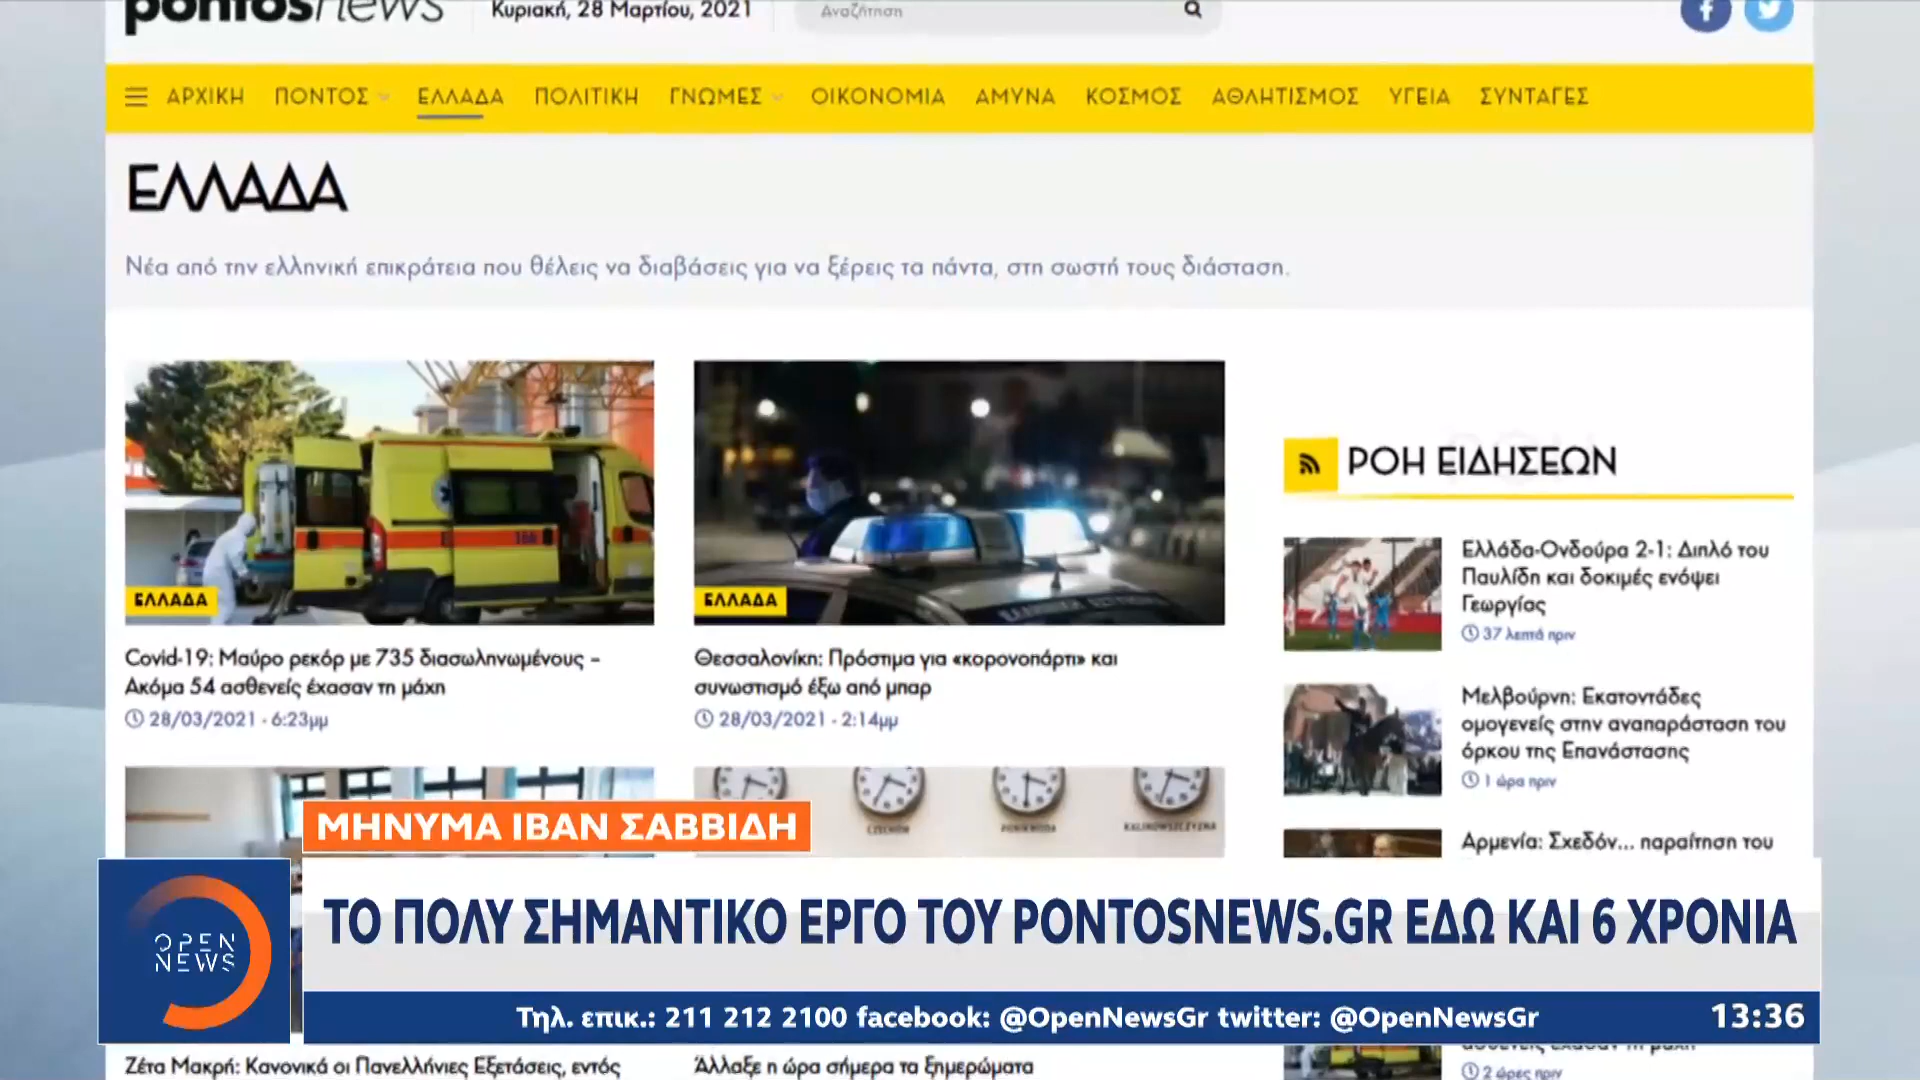 pontosnews
Κυριακή, 28 Μαρτίου, 2021
Αναζήτηση
ΑΡΧΙΚΗ ΠΟΝΤΟΣ ΕΛΛΑΔΑ ΠΟΛΙΤΙΚΗ ΓΝΩΜΕΣ ΟΙΚΟΝΟΜΙΑ ΑΜΥΝΑ ΚΟΣΜΟΣ ΑΘΛΗΤΙΣΜΟΣ ΥΓΕΙΑ ΣΥΝΤΑΓΕΣ
ΕΛΛΑΔΑ
Νέα από την ελληνική επικράτεια που θέλεις να διαβάσεις για να ξέρεις τα πάντα, στη σωστή τους διάσταση.
166
ΕΛΛΑΔΑ
Covid-19: Μαύρο ρεκόρ με 735 διασωληνωμένους –
Ακόμα 54 ασθενείς έχασαν τη μάχη
28/03/2021 - 6:23μμ
ΕΛΛΑΔΑ
Θεσσαλονίκη: Πρόστιμα για «κορονοπάρτι» και
συνωστισμό έξω από μπαρ
28/03/2021 - 2:14μμ
ΡΟΗ ΕΙΔΗΣΕΩΝ
Ελλάδα-Ονδούρα 2-1: Διπλό του
Παυλίδη και δοκιμές ενόψει
Γεωργίας
37 λεπτά πριν
Μελβούρνη: Εκατοντάδες
ομογενείς στην αναπαράσταση του
όρκου της Επανάστασης
1 ώρα πριν
Αρμενία: Σχεδόν... παραίτηση του
ΜΗΝΥΜΑ ΙΒΑΝ ΣΑΒΒΙΔΗ
OPEN
NEWS
ΤΟ ΠΟΛΥ ΣΗΜΑΝΤΙΚΟ ΕΡΓΟ ΤΟΥ PONTOSNEWS.GR ΕΔΩ ΚΑΙ 6 ΧΡΟΝΙΑ
Τηλ. επικ.: 211 212 2100 facebook: @OpenNewsGr twitter: @OpenNewsGr
13:36
Ζέτα Μακρή: Κανονικά οι Πανελλήνιες Εξετάσεις, εντός
Άλλαξε η ώρα σήμερα τα ξημερώματα
2 ώρες πριν